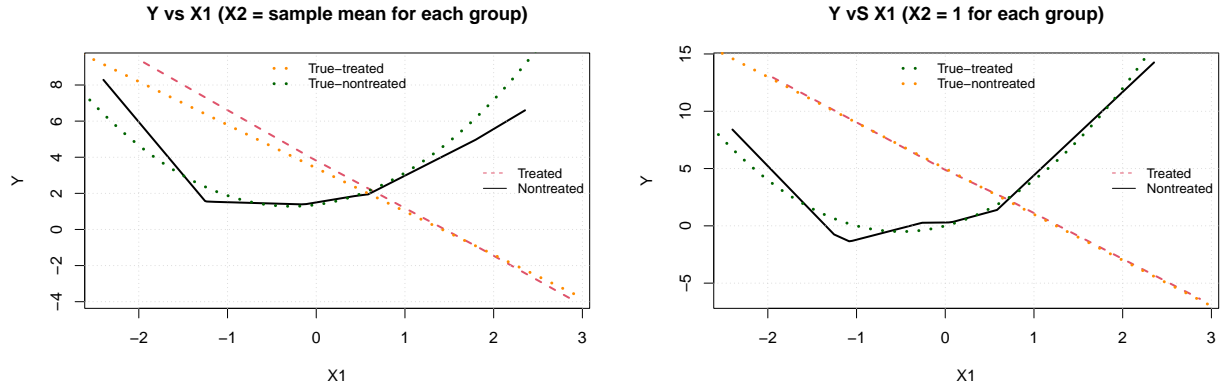 Y vs X1 (X2 = sample mean for each group)
True−treated
True−nontreated
Treated
Nontreated
Y
8
6
4
2
0
−2
−4
−2
−1
0
1
2
3
X1
Y vS X1 (X2 = 1 for each group)
True−treated
True−nontreated
Treated
Nontreated
Y
15
10
5
0
−5
−2
−1
0
1
2
3
X1